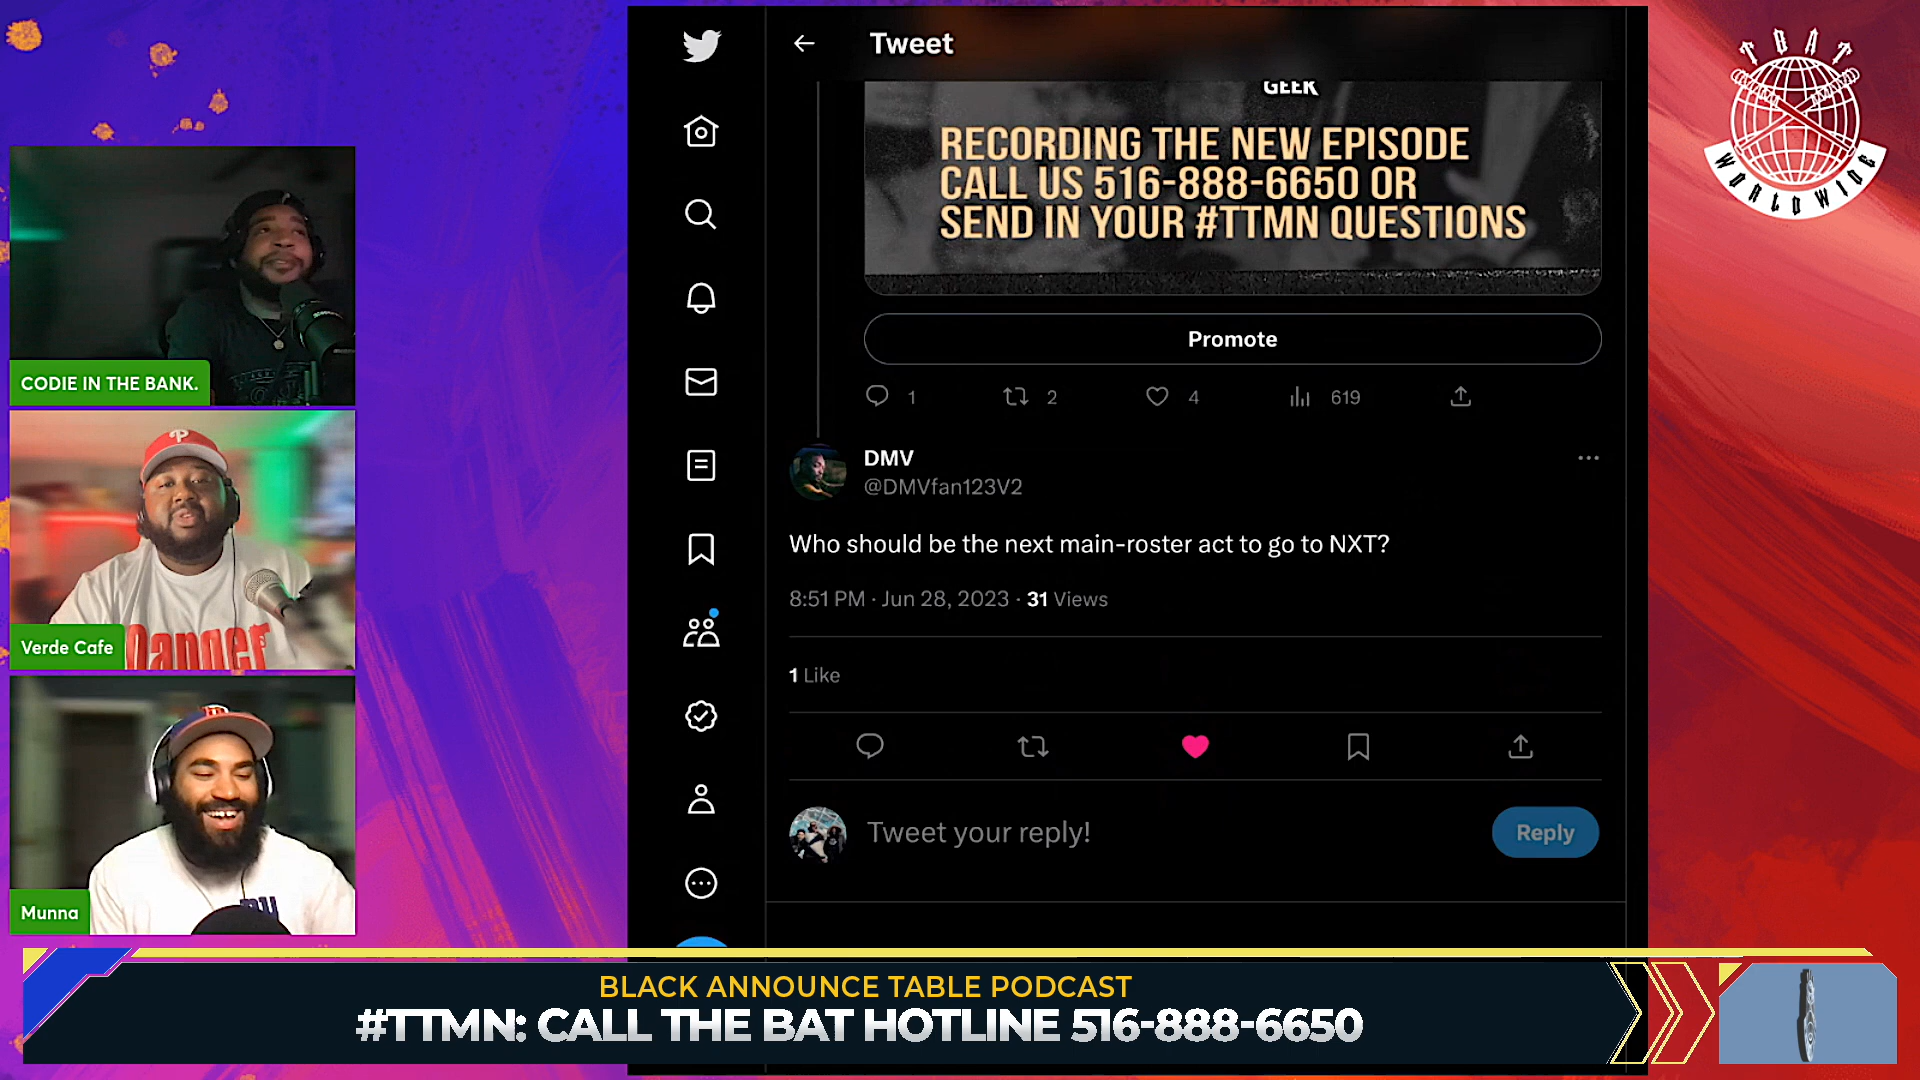 CODIE IN THE BANK.
Verde Cafe
Danger
Munna
Tweet
GEEK
RECORDING THE NEW EPISODE
CALL US 516-888-6650 OR
SEND IN YOUR #TTMN QUESTIONS
Promote
1 2 4 619
DMV
@DMVfan123V2
Who should be the next main-roster act to go to NXT?
8:51 PM · Jun 28, 2023 · 31 Views
1 Like
Tweet your reply!
Reply
TBAT
WORLDWIDE
BLACK ANNOUNCE TABLE PODCAST
#TTMN: CALL THE BAT HOTLINE 516-888-6650